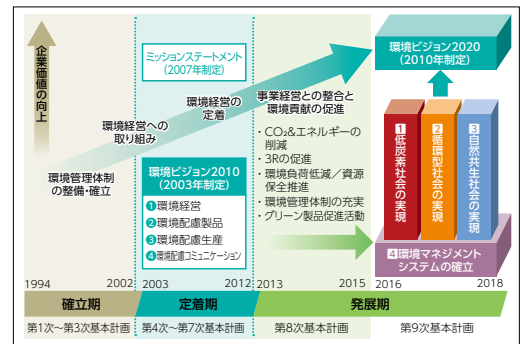 企業価値の向上
ミッションステートメント
(2007年制定)
環境ビジョン2020
(2010年制定)
環境管理体制
の整備・確立
環境経営への
取り組み
環境経営の
定着
事業経営との整合と
環境貢献の促進
環境ビジョン2010
(2003年制定)
❶環境経営
❷環境配慮製品
❸環境配慮生産
❹環境配慮コミュニケーション
・CO₂&エネルギーの
削減
・3Rの促進
・環境負荷低減/資源
保全推進
・環境管理体制の充実
・グリーン製品促進活動
1 低炭素社会の実現
2 循環型社会の実現
3 自然共生社会の実現
4 環境マネジメント
システムの確立
1994 2002 2003 2012 2013 2015 2016 2018
確立期 定着期 発展期
第1次〜第3次基本計画 第4次〜第7次基本計画 第8次基本計画 第9次基本計画